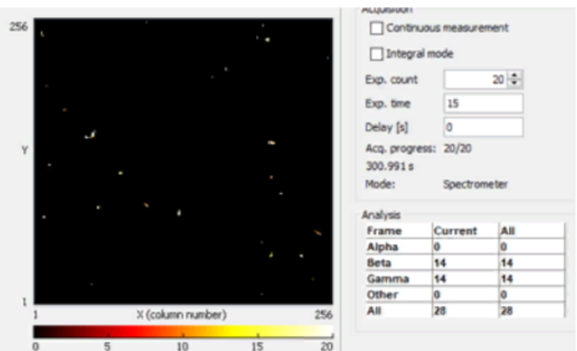 Acquisition
256
Continuous measurement
Integral mode
Exp. count 20
Exp. time 15
Delay [s] 0
Y
Acq. progress: 20/20
300.991 s
Mode: Spectrometer
Analysis
Frame Current All
Alpha 0 0
Beta 14 14
Gamma 14 14
Other 0 0
All 28 28
1
1 X (column number) 256
0 5 10 15 20